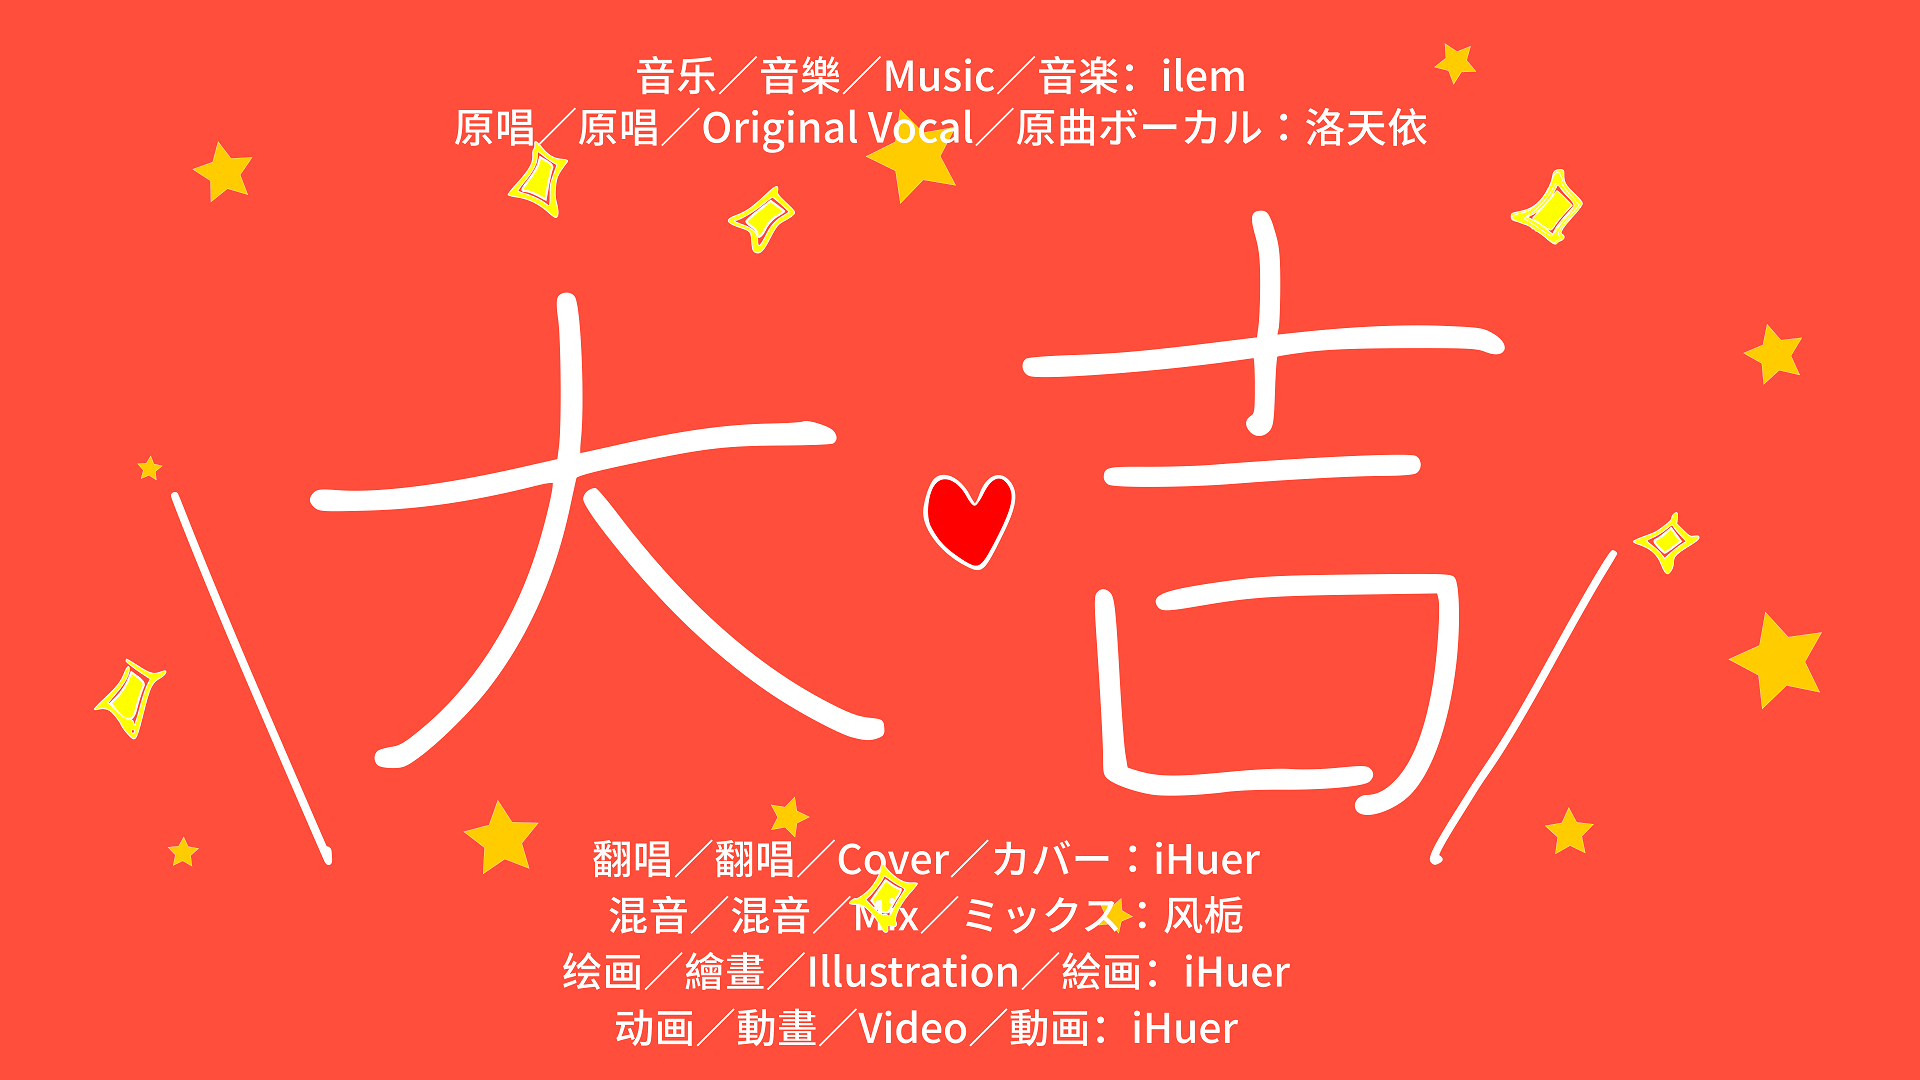 音乐／音樂／Music／音楽：ilem
原唱／原唱／Original Vocal／原曲ボーカル：洛天依
大吉
翻唱／翻唱／Cover／カバー：iHuer
混音／混音／Mix／ミックス：风栀
绘画／繪畫／Illustration／絵画：iHuer
动画／動畫／Video／動画：iHuer